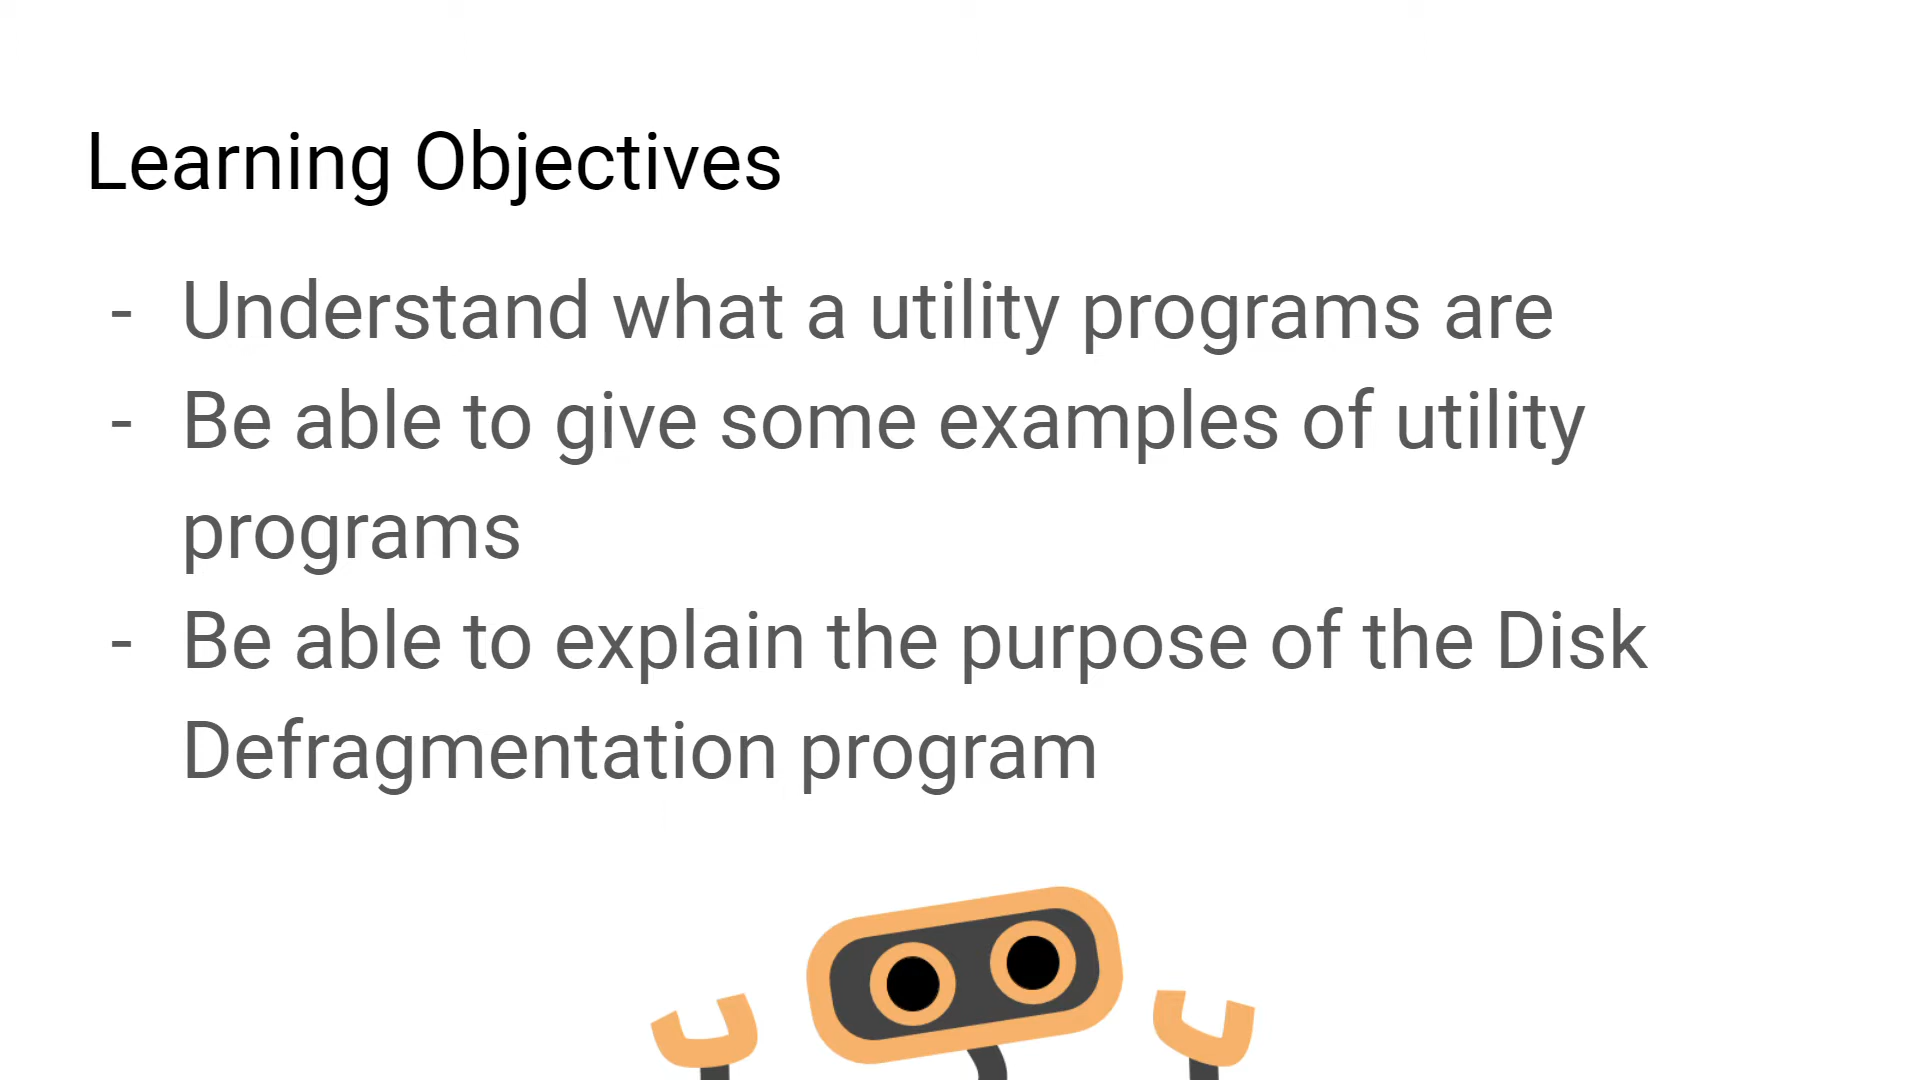 Learning Objectives
- Understand what a utility programs are
- Be able to give some examples of utility
programs
- Be able to explain the purpose of the Disk
Defragmentation program